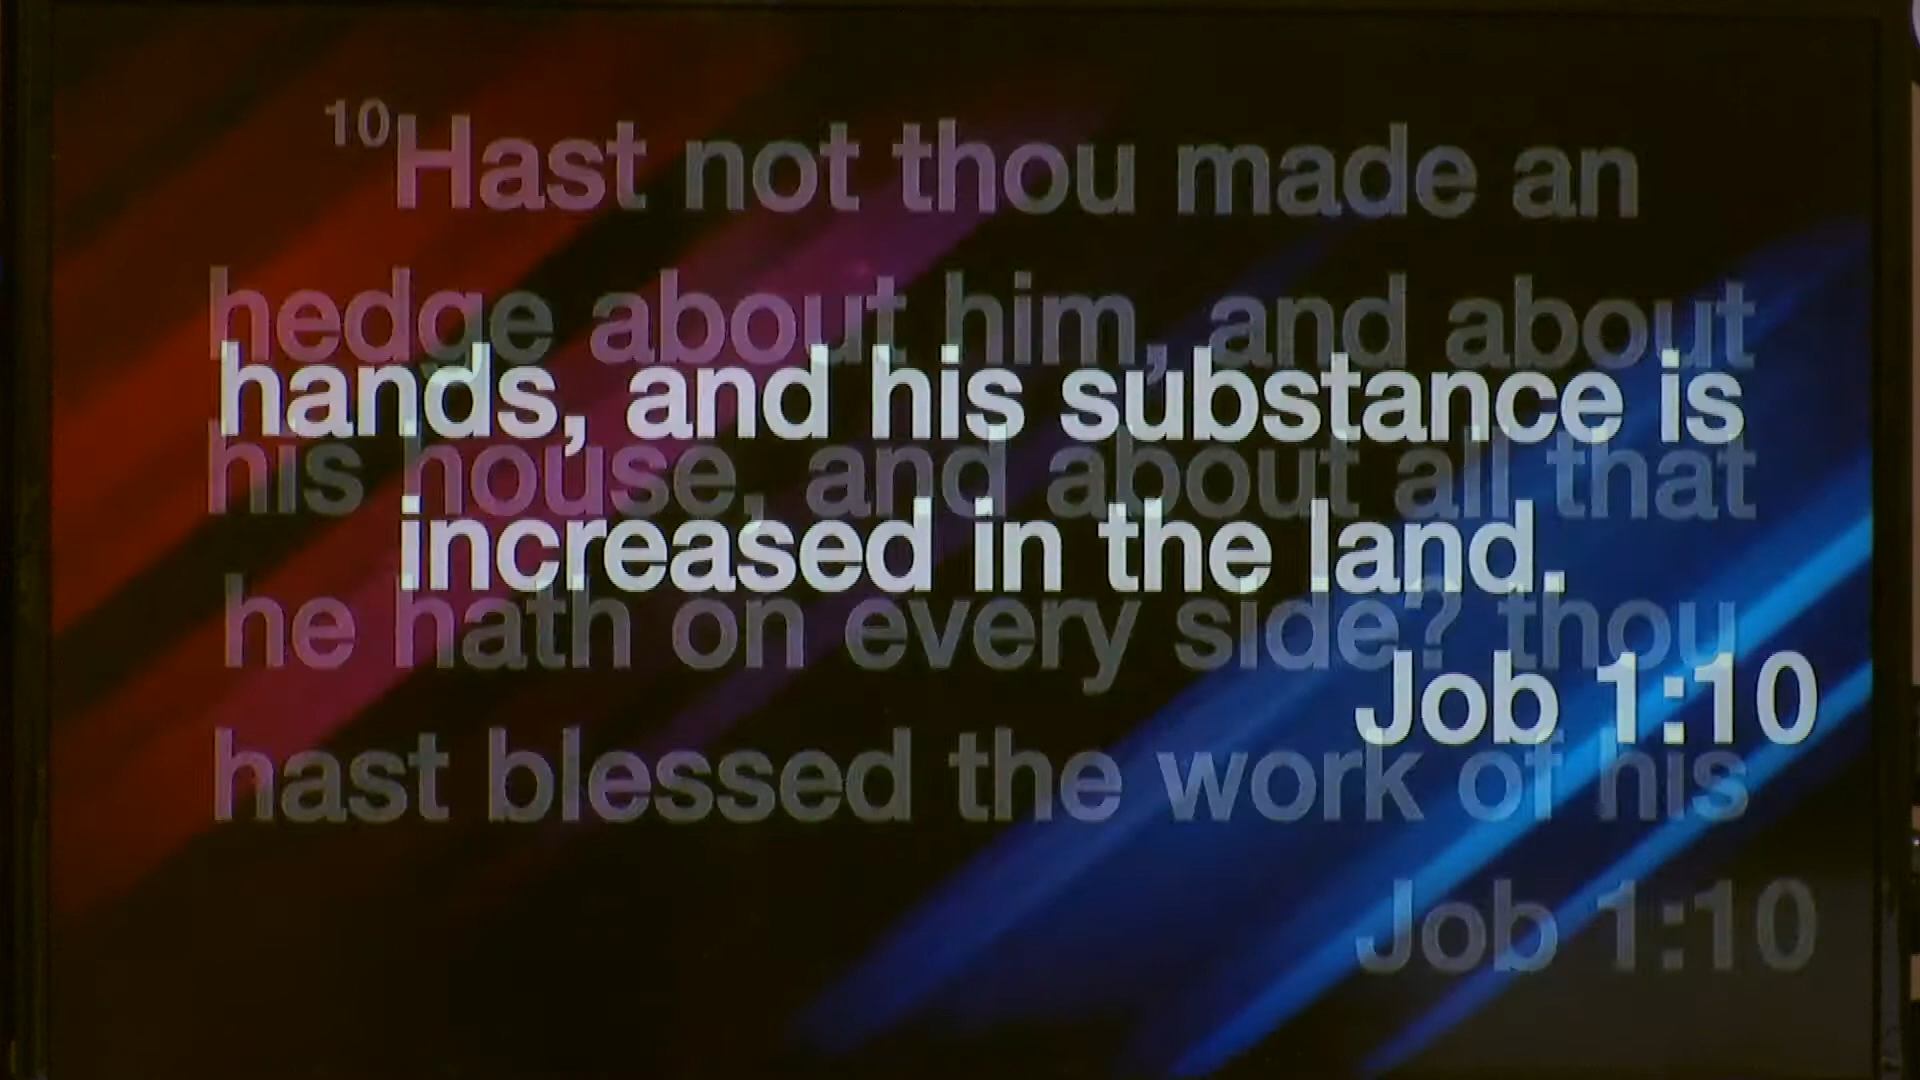 10Hast not thou made an
hedge about him, and about
his house, and about all that
he hath on every side? thou
hast blessed the work of his
Job 1:10
hands, and his substance is
increased in the land.
Job 1:10